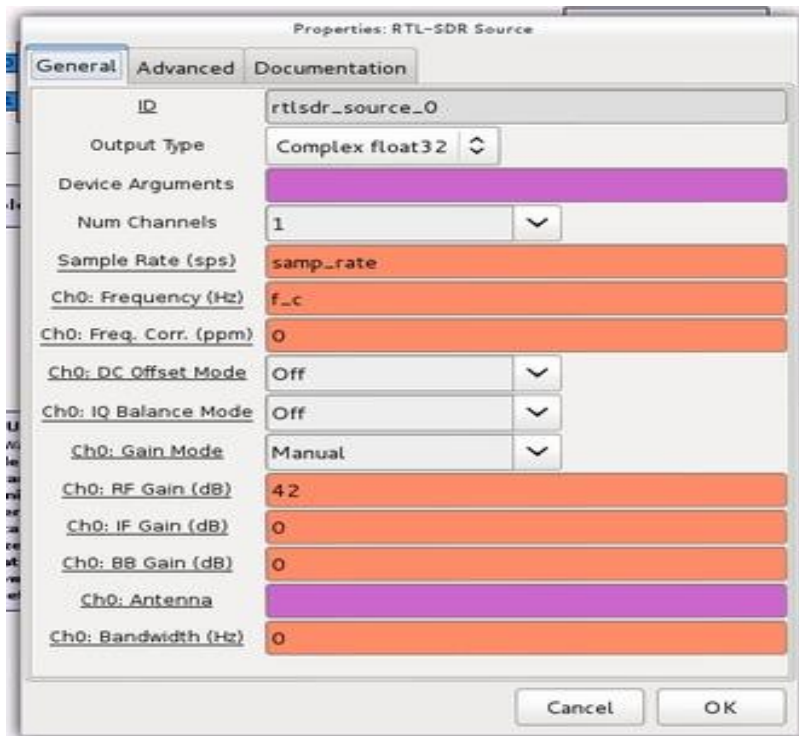 Properties: RTL-SDR Source
General Advanced Documentation
ID rtlsdr_source_0
Output Type Complex float32
Device Arguments
Num Channels 1
Sample Rate (sps) samp_rate
Ch0: Frequency (Hz) f_c
Ch0: Freq. Corr. (ppm) 0
Ch0: DC Offset Mode Off
Ch0: IQ Balance Mode Off
Ch0: Gain Mode Manual
Ch0: RF Gain (dB) 42
Ch0: IF Gain (dB) 0
Ch0: BB Gain (dB) 0
Ch0: Antenna
Ch0: Bandwidth (Hz) 0
Cancel OK